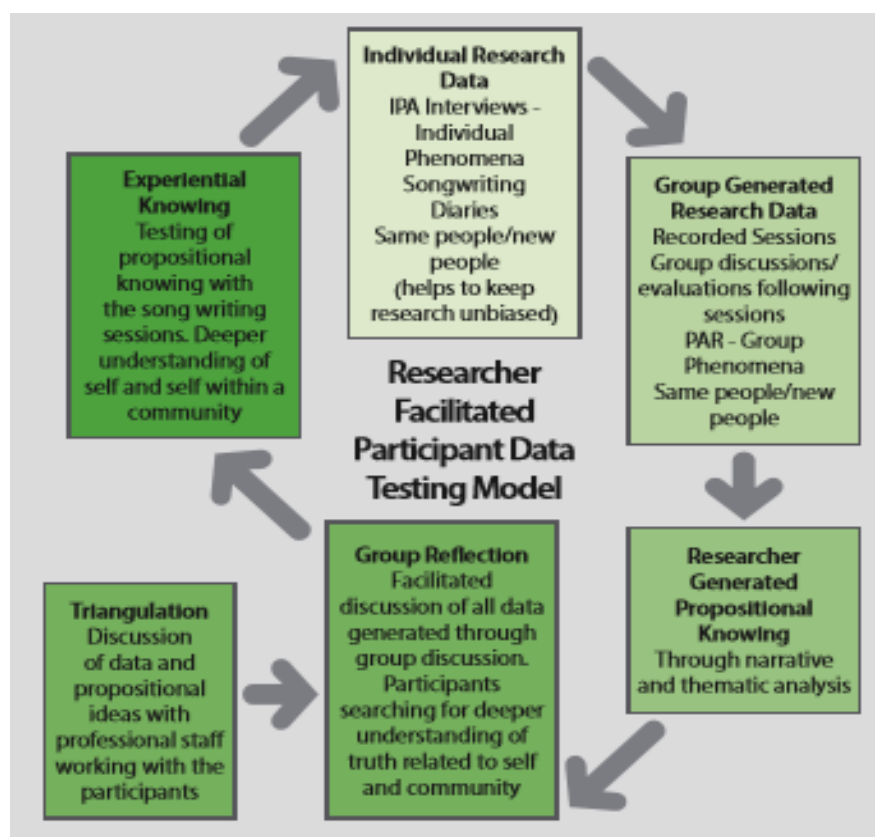 Individual Research
Data
IPA Interviews -
Individual
Phenomena
Songwriting
Diaries
Same people/new
people
(helps to keep
research unbiased)
Group Generated
Research Data
Recorded Sessions
Group discussions/
evaluations following
sessions
PAR - Group
Phenomena
Same people/new
people
Researcher
Generated
Propositional
Knowing
Through narrative
and thematic analysis
Group Reflection
Facilitated
discussion of all data
generated through
group discussion.
Participants
searching for deeper
understanding of
truth related to self
and community
Triangulation
Discussion
of data and
propositional
ideas with
professional staff
working with the
participants
Experiential
Knowing
Testing of
propositional
knowing with
the song writing
sessions. Deeper
understanding of
self and self within a
community
Researcher
Facilitated
Participant Data
Testing Model